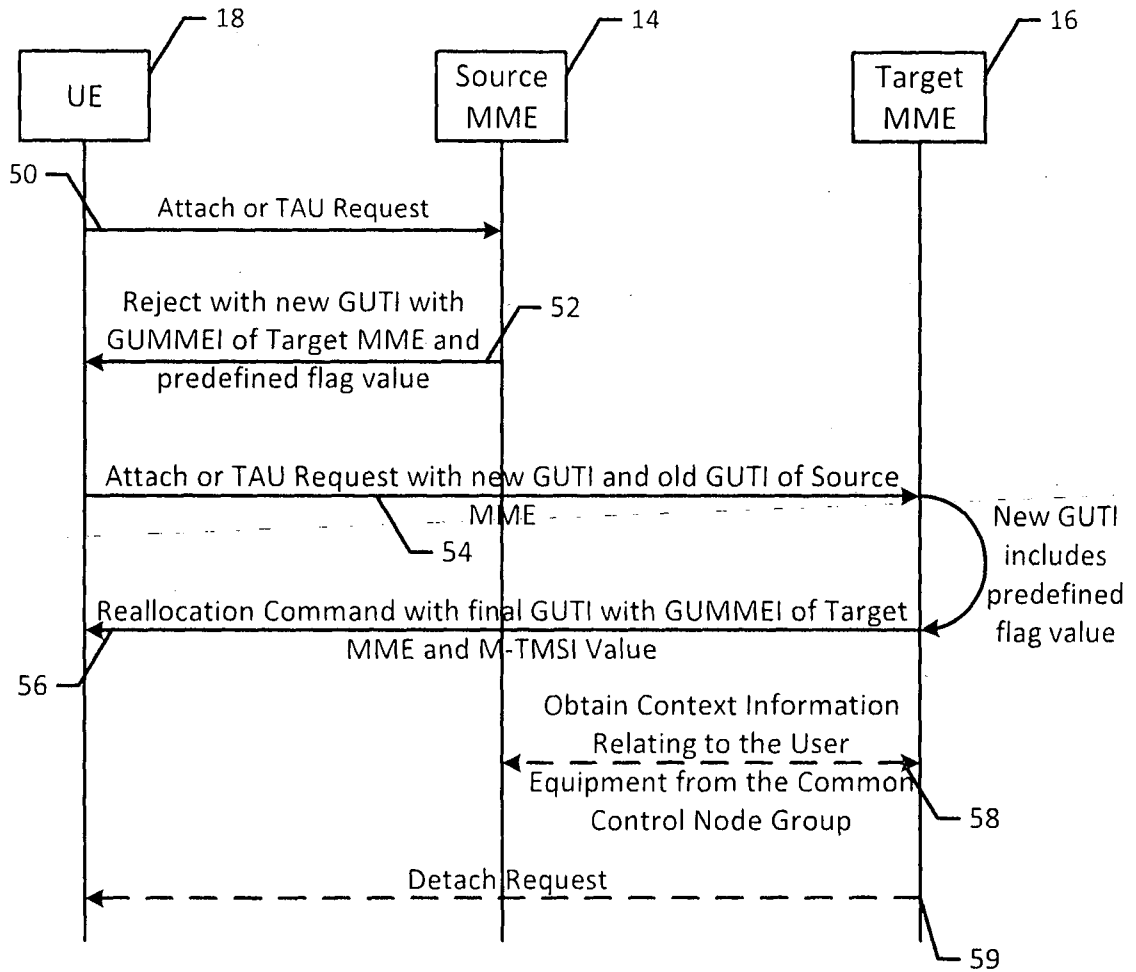 18
14
16
UE
Source
MME
Target
MME
50
Attach or TAU Request
Reject with new GUTI with
GUMMEI of Target MME and
predefined flag value
52
Attach or TAU Request with new GUTI and old GUTI of Source
MME
54
New GUTI
includes
predefined
flag value
Reallocation Command with final GUTI with GUMMEI of Target
MME and M-TMSI Value
56
Obtain Context Information
Relating to the User
Equipment from the Common
Control Node Group
58
Detach Request
59